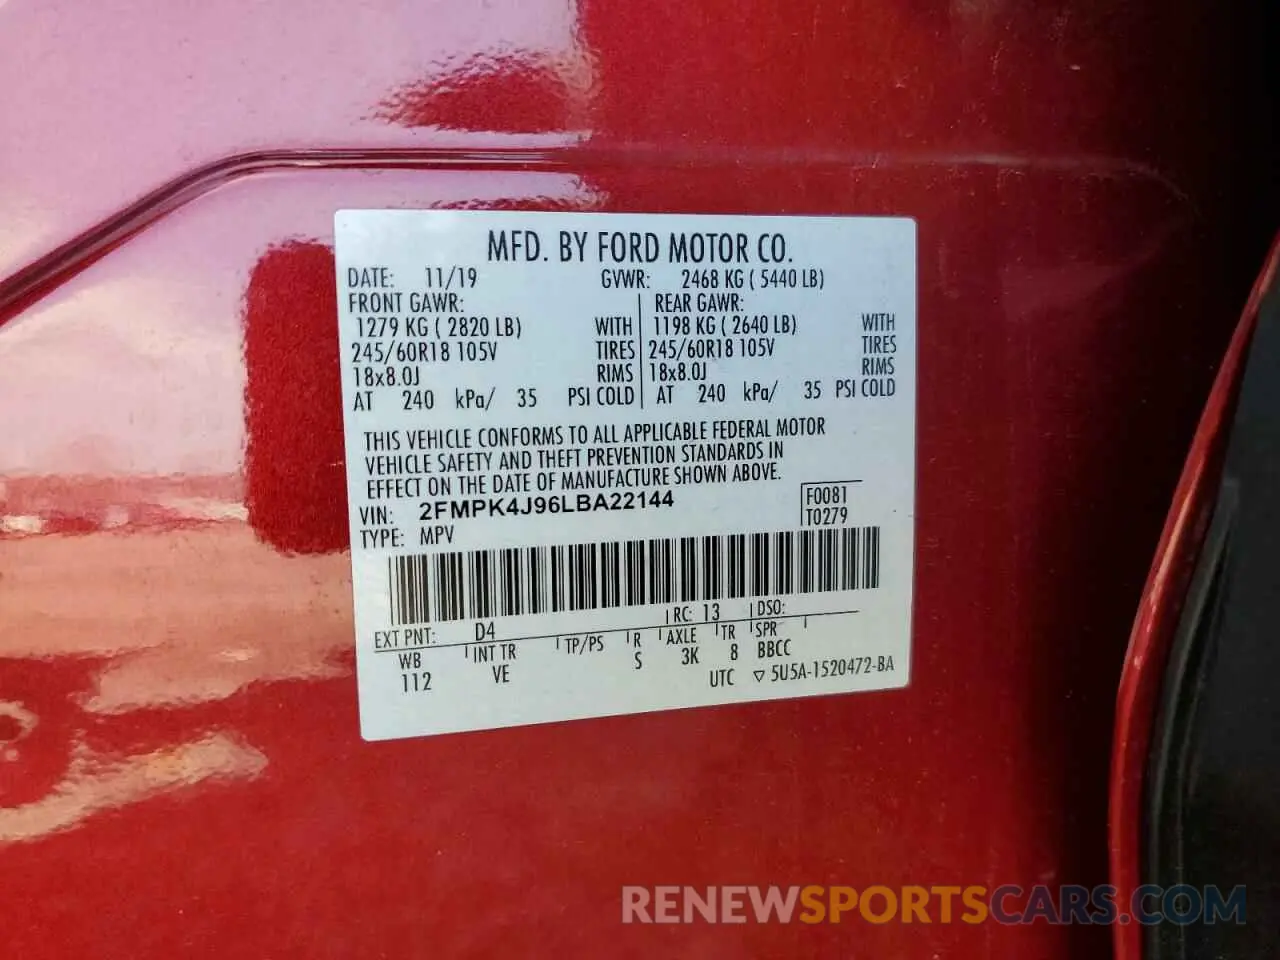 MFD. BY FORD MOTOR CO.
DATE: 11/19 GVWR: 2468 KG ( 5440 LB)
FRONT GAWR: REAR GAWR:
1279 KG ( 2820 LB) WITH 1198 KG ( 2640 LB) WITH
245/60R18 105V TIRES 245/60R18 105V TIRES
18x8.0J RIMS 18x8.0J RIMS
AT 240 kPa/ 35 PSI COLD AT 240 kPa/ 35 PSI COLD
THIS VEHICLE CONFORMS TO ALL APPLICABLE FEDERAL MOTOR
VEHICLE SAFETY AND THEFT PREVENTION STANDARDS IN
EFFECT ON THE DATE OF MANUFACTURE SHOWN ABOVE.
VIN: 2FMPK4J96LBA22144 F0081
TYPE: MPV T0279
EXT PNT: D4 RC: 13 DSO:
WB INT TR TP/PS R AXLE TR SPR
112 VE S 3K 8 BBCC
UTC ▽ 5U5A-1520472-BA
RENEWSPORTSCARS.COM